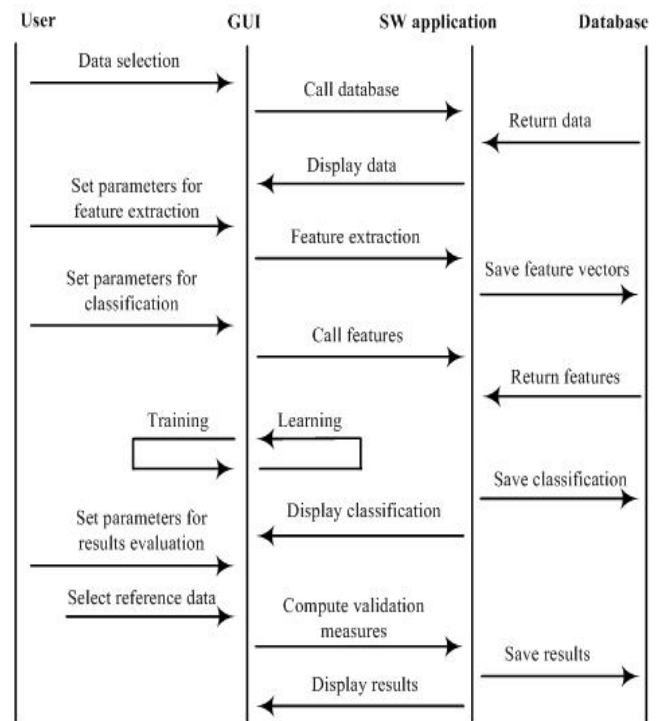 User GUI SW application Database
Data selection
Call database
Return data
Display data
Set parameters for
feature extraction
Feature extraction
Save feature vectors
Set parameters for
classification
Call features
Return features
Training Learning
Save classification
Display classification
Set parameters for
results evaluation
Select reference data
Compute validation
measures
Save results
Display results